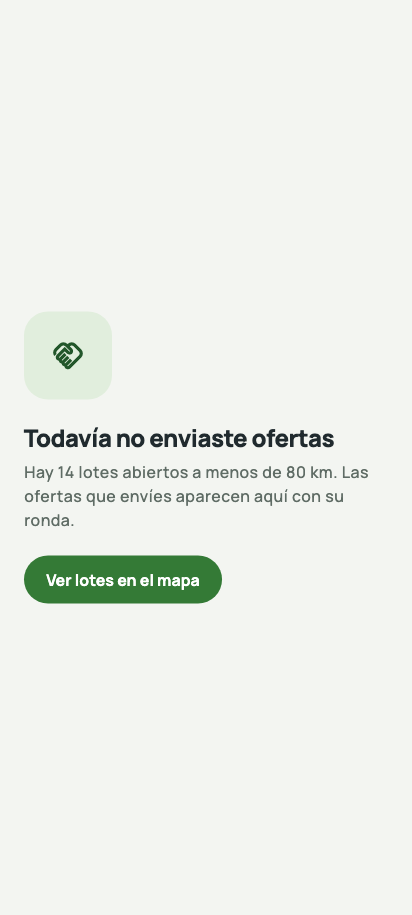 Todavía no enviaste ofertas
Hay 14 lotes abiertos a menos de 80 km. Las
ofertas que envíes aparecen aquí con su
ronda.
Ver lotes en el mapa